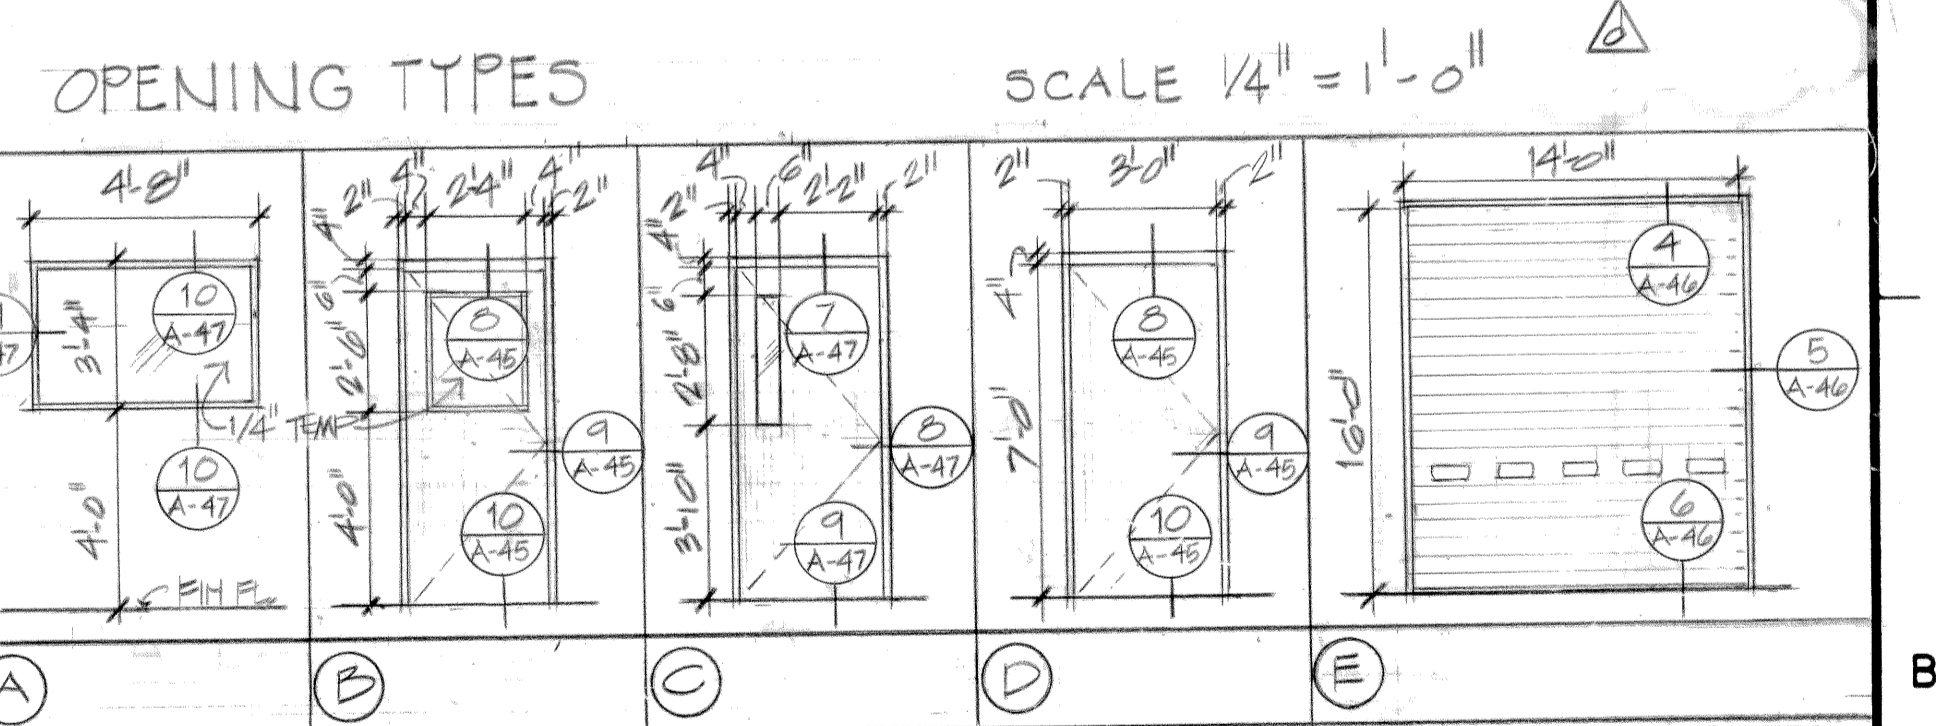 OPENING TYPES
SCALE 1/4" = 1'-0"
4'-8"
10
A-47
3'-4"
1/4" TEMP
10
A-47
4'-0"
FIN FL
A
4"
2'-4"
4"
2"
2"
4"
6"
2'-6"
4'-0"
8
A-45
9
A-45
10
A-45
B
4"
6"
2'-2"
2"
2"
4"
6"
2'-8"
3'-10"
7
A-47
8
A-47
9
A-47
C
2"
3'-0"
2"
4"
7'-0"
8
A-45
9
A-45
10
A-45
D
14'-0"
16'-0"
4
A-46
5
A-46
6
A-46
E
B